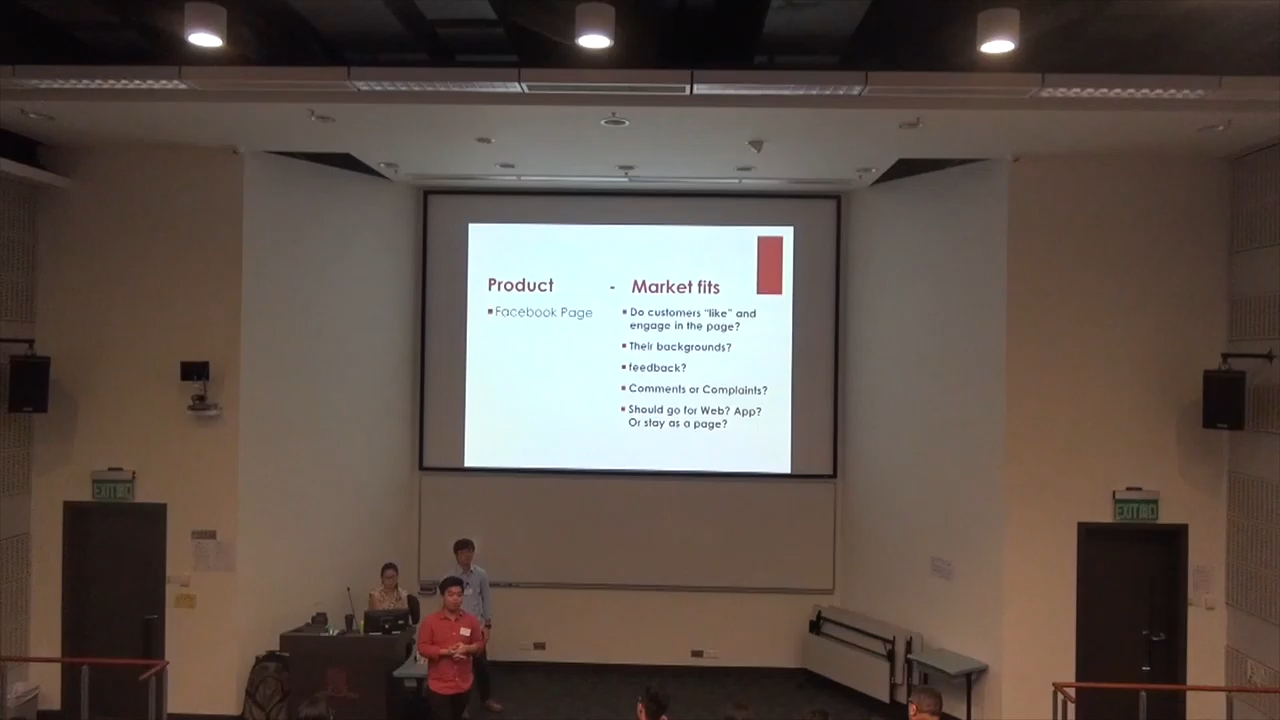 Product - Market fits
Facebook Page
Do customers “like” and
engage in the page?
Their backgrounds?
feedback?
Comments or Complaints?
Should go for Web? App?
Or stay as a page?
EXIT
EXIT